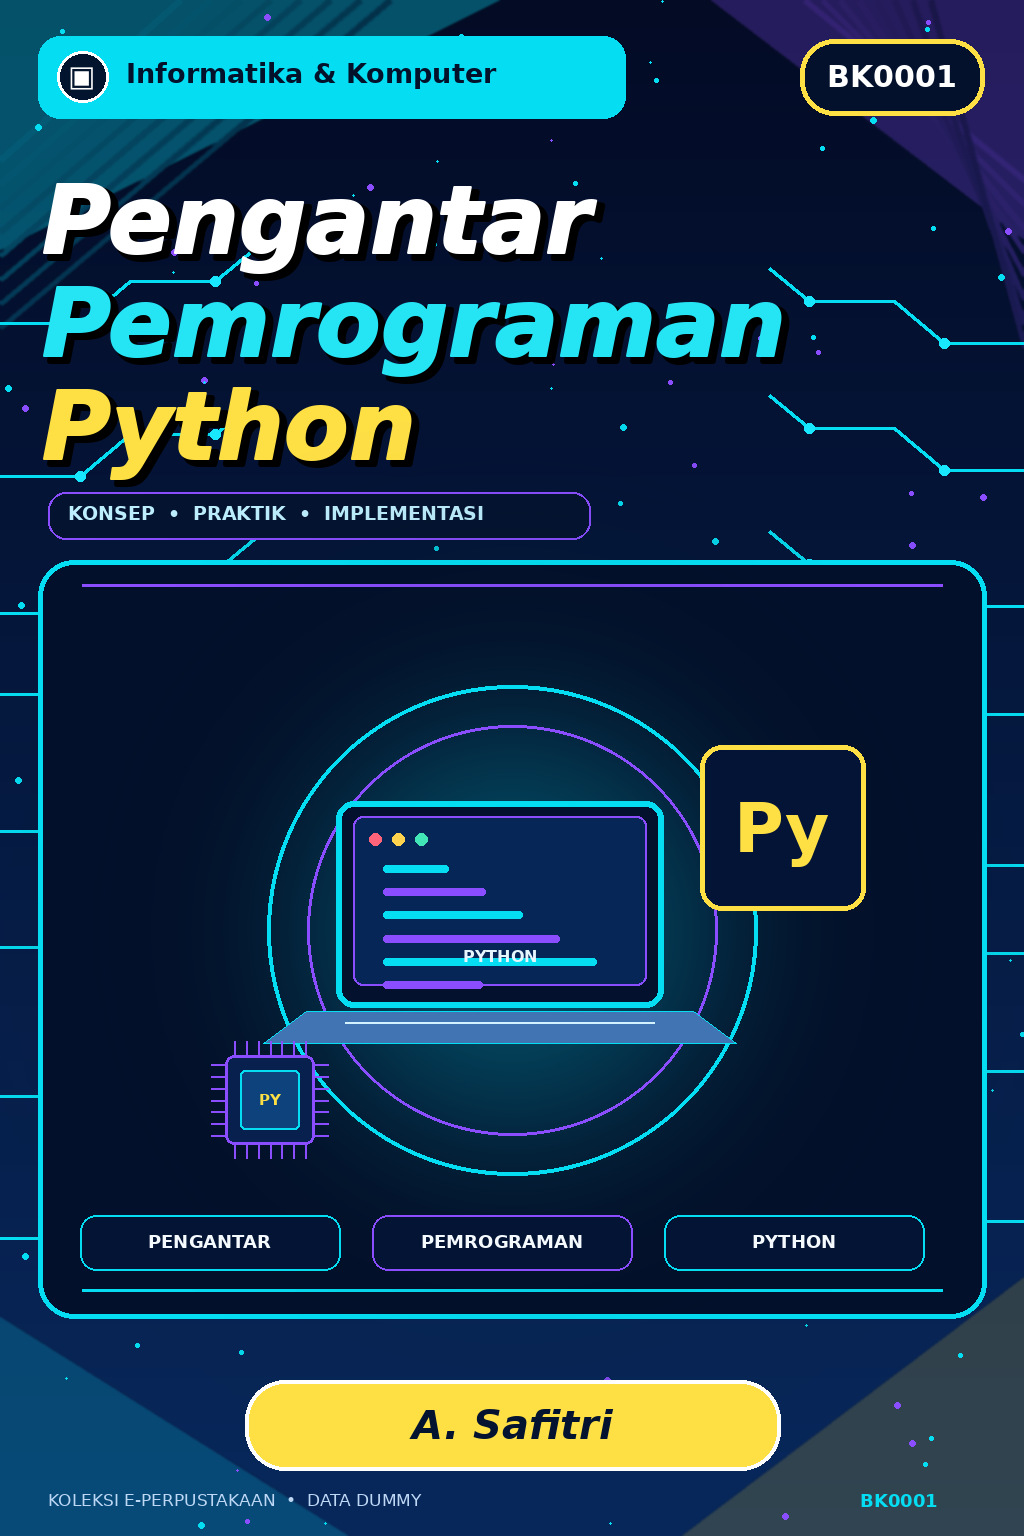 Informatika & Komputer
BK0001
Pengantar
Pemrograman
Python
KONSEP • PRAKTIK • IMPLEMENTASI
Py
PYTHON
PY
PENGANTAR
PEMROGRAMAN
PYTHON
A. Safitri
KOLEKSI E-PERPUSTAKAAN • DATA DUMMY
BK0001